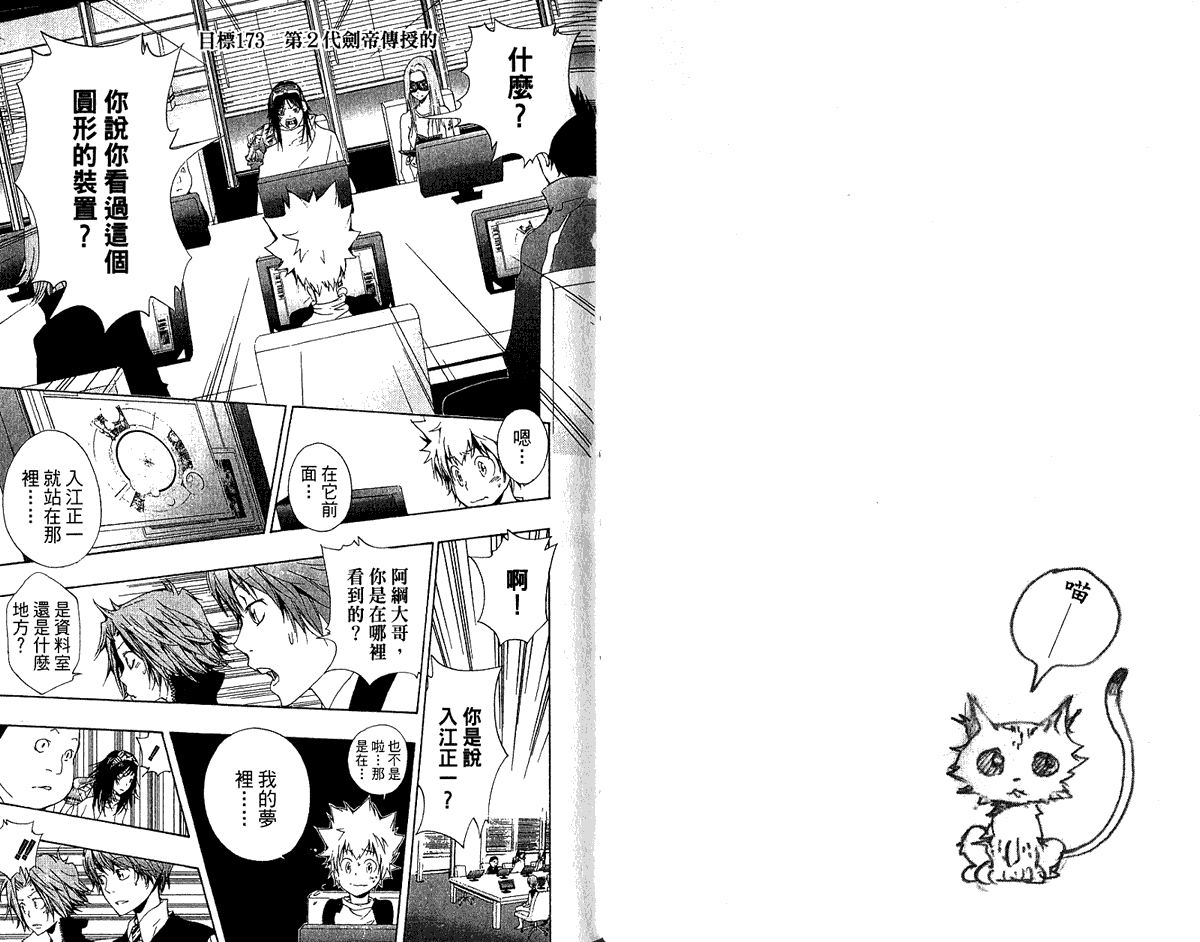 喵
目標173 第2代劍帝傳授的
什麼？
你說你看過這個
圓形的裝置？
嗯…
在它前
面…
入江正一
就站在那
裡……
啊！
你是說
入江正一？
阿綱大哥，
你是在哪裡
看到的？
是資料室
還是什麼
地方？
也不是
啦…那
是在…
我的夢
裡……
!!
!!!